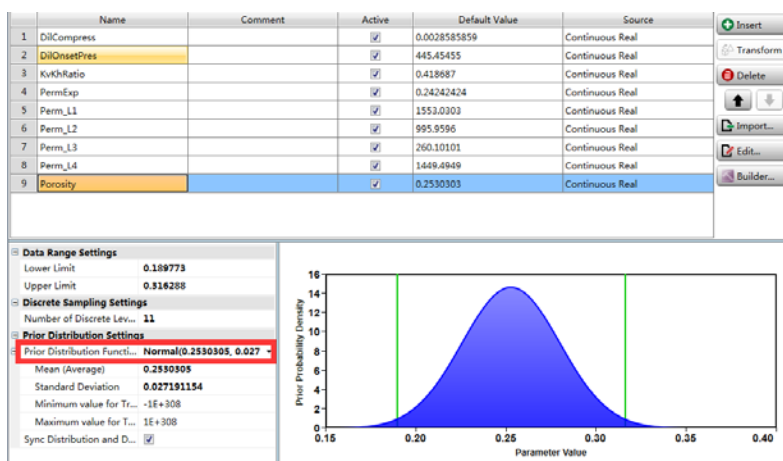 Name Comment Active Default Value Source
1 DilCompress 0.0028585859 Continuous Real
2 DilOnsetPres 445.45455 Continuous Real
3 KvKhRatio 0.418687 Continuous Real
4 PermExp 0.24242424 Continuous Real
5 Perm_L1 1553.0303 Continuous Real
6 Perm_L2 995.9596 Continuous Real
7 Perm_L3 260.10101 Continuous Real
8 Perm_L4 1449.4949 Continuous Real
9 Porosity 0.2530303 Continuous Real
Insert
Transform
Delete
Import...
Edit...
Builder...
Data Range Settings
Lower Limit 0.189773
Upper Limit 0.316288
Discrete Sampling Settings
Number of Discrete Lev... 11
Prior Distribution Settings
Prior Distribution Functi... Normal(0.2530305, 0.027
Mean (Average) 0.2530305
Standard Deviation 0.027191154
Minimum value for Tr... -1E+308
Maximum value for T... 1E+308
Sync Distribution and D...
Prior Probability Density
16
14
12
10
8
6
4
2
0
0.15 0.20 0.25 0.30 0.35 0.40
Parameter Value